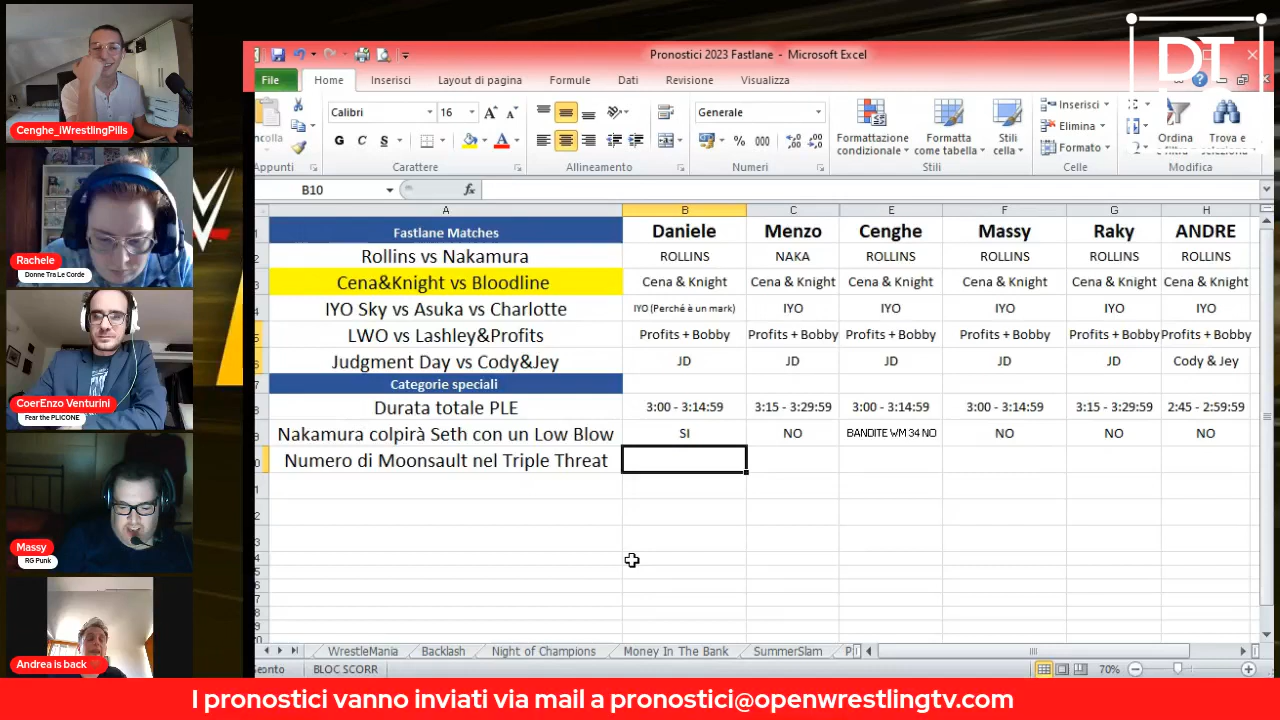 Cenghe_IWrestlingPills
Rachele
Donne Tra Le Corde
CoerEnzo Venturini
Fear the PLICONE
Massy
RG Punk
Andrea is back
DT
Pronostici 2023 Fastlane - Microsoft Excel
File Home Inserisci Layout di pagina Formule Dati Revisione Visualizza
Calibri 16 Generale
G C S
% 000
Formattazione condizionale
Formatta come tabella
Stili cella
Inserisci
Elimina
Formato
Ordina
Trova e
Appunti Carattere Allineamento Numeri Stili Celle Modifica
B10 fx
A B C D E F G H
Fastlane Matches Daniele Menzo Cenghe Massy Raky ANDRE
Rollins vs Nakamura ROLLINS NAKA ROLLINS ROLLINS ROLLINS ROLLINS
Cena&Knight vs Bloodline Cena & Knight Cena & Knight Cena & Knight Cena & Knight Cena & Knight Cena & Knight
IYO Sky vs Asuka vs Charlotte IYO (Perché è un mark) IYO IYO IYO IYO IYO
LWO vs Lashley&Profits Profits + Bobby Profits + Bobby Profits + Bobby Profits + Bobby Profits + Bobby Profits + Bobby
Judgment Day vs Cody&Jey JD JD JD JD JD Cody & Jey
Categorie speciali
Durata totale PLE 3:00 - 3:14:59 3:15 - 3:29:59 3:00 - 3:14:59 3:00 - 3:14:59 3:15 - 3:29:59 2:45 - 2:59:59
Nakamura colpirà Seth con un Low Blow SI NO BANDITE WM 34 NO NO NO NO
Numero di Moonsault nel Triple Threat
WrestleMania Backlash Night of Champions Money In The Bank SummerSlam P
BLOC SCORR 70%
I pronostici vanno inviati via mail a pronostici@openwrestlingtv.com